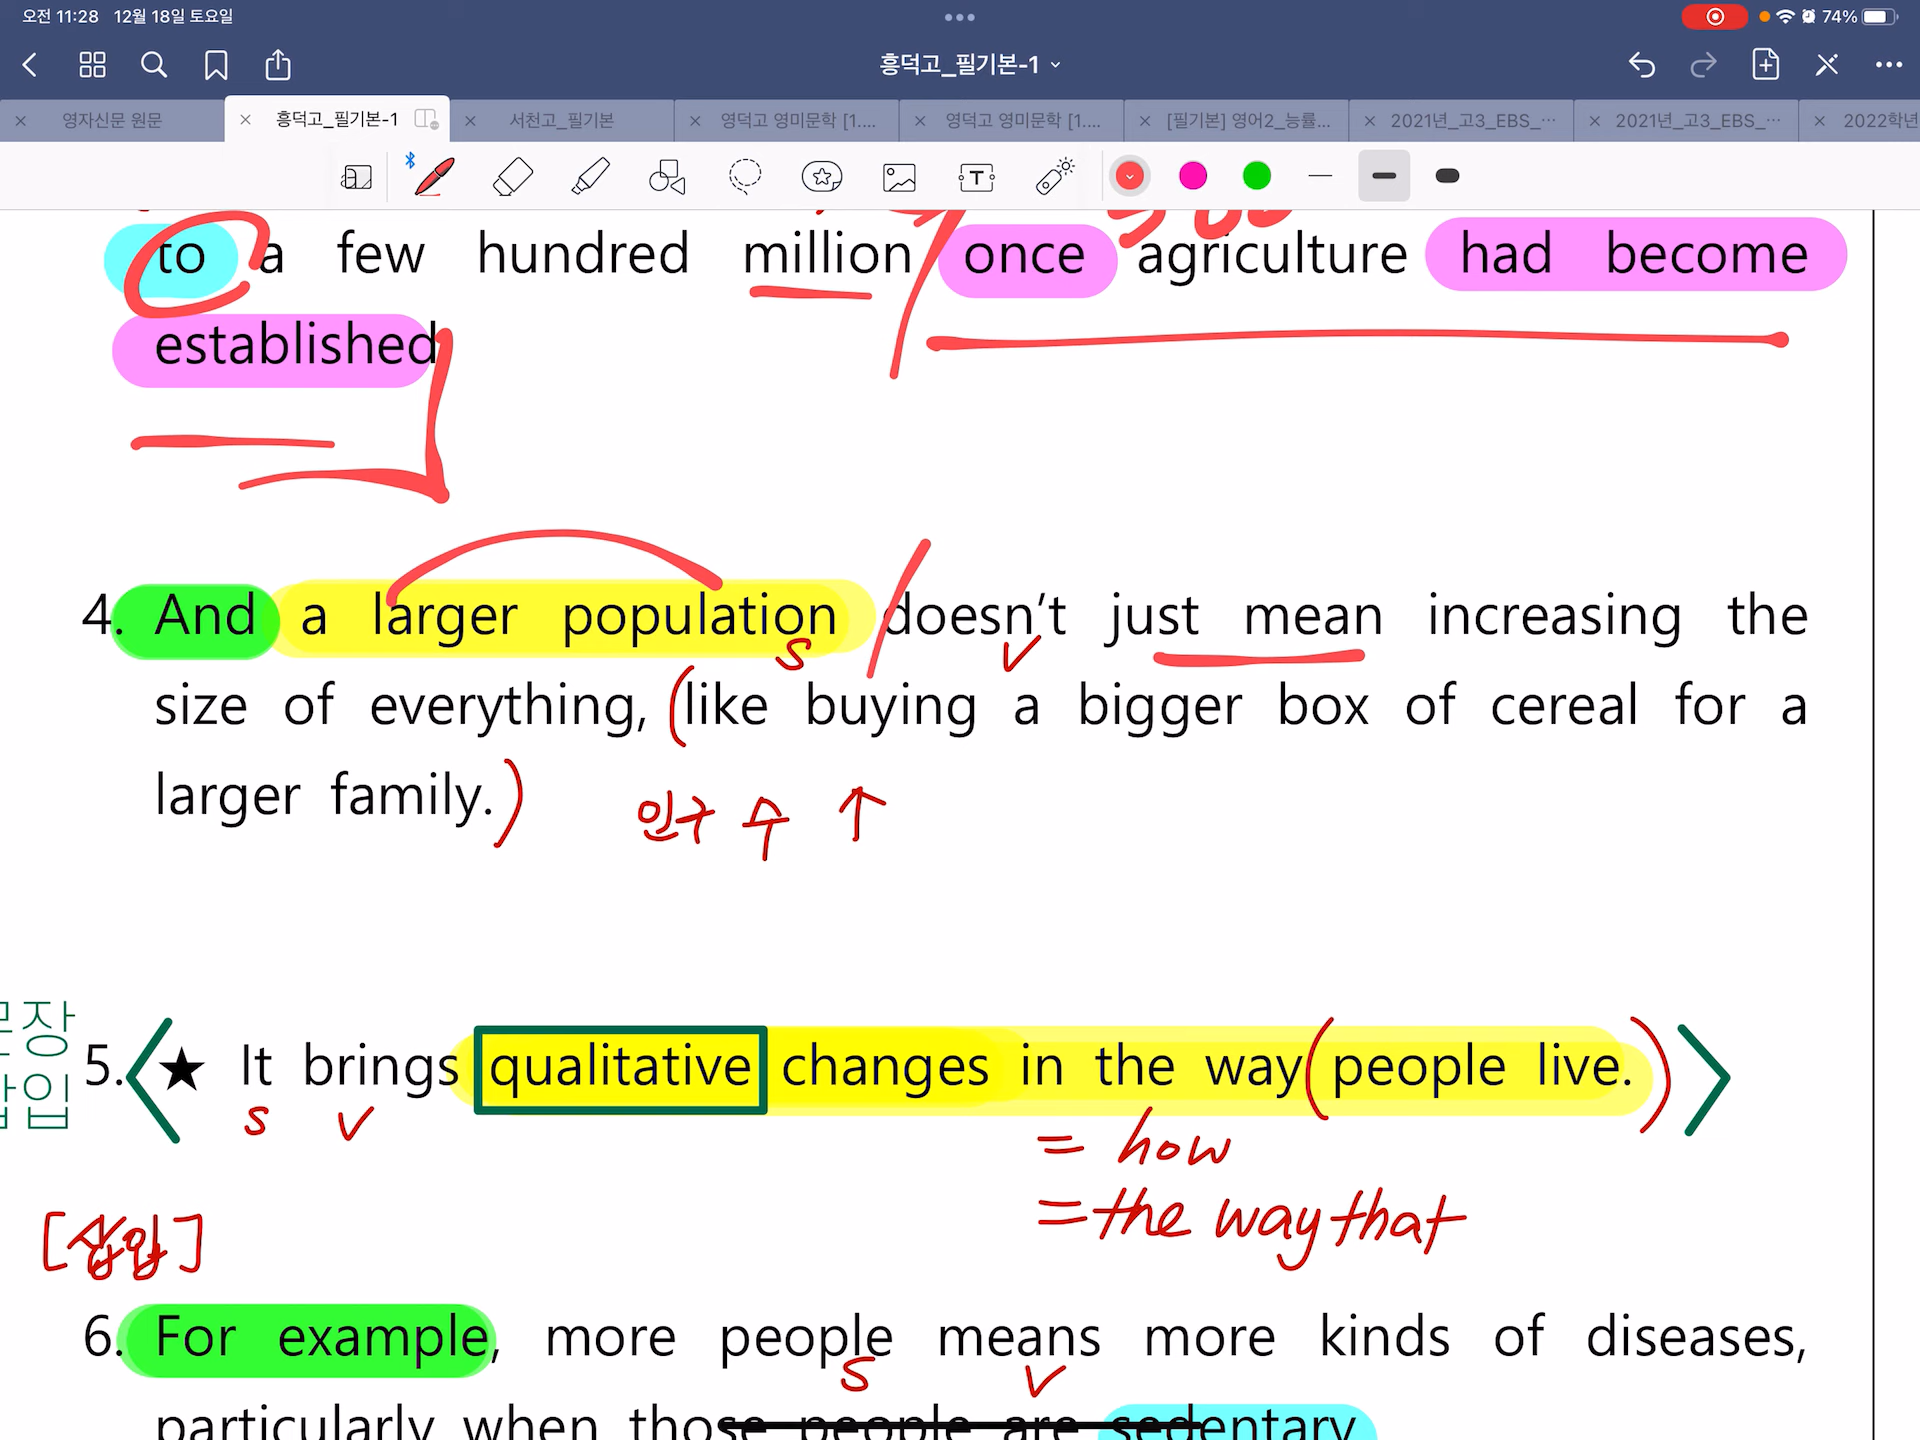 오전 11:28 12월 18일 토요일
74%
흥덕고_필기본-1
영자신문 원문
흥덕고_필기본-1
서천고_필기본
영덕고 영미문학 [1....
영덕고 영미문학 [1....
[필기본] 영어2_능률...
2021년_고3_EBS_...
2021년_고3_EBS_...
2022학년
to a few hundred million once agriculture had become
established
4. And a larger population doesn't just mean increasing the
s v
size of everything, (like buying a bigger box of cereal for a
larger family.)
인구 수 ↑
문장
삽입
5. ★ It brings qualitative changes in the way (people live.)
s v
= how
= the way that
[삽입]
6. For example, more people means more kinds of diseases,
s v
particularly when those people are sedentary